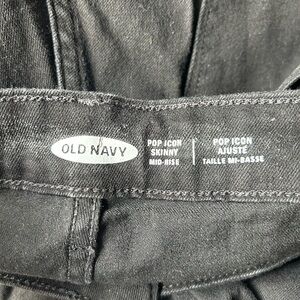 OLD NAVY
POP ICON
SKINNY
MID-RISE
POP ICON
AJUSTÉ
TAILLE MI-BASSE